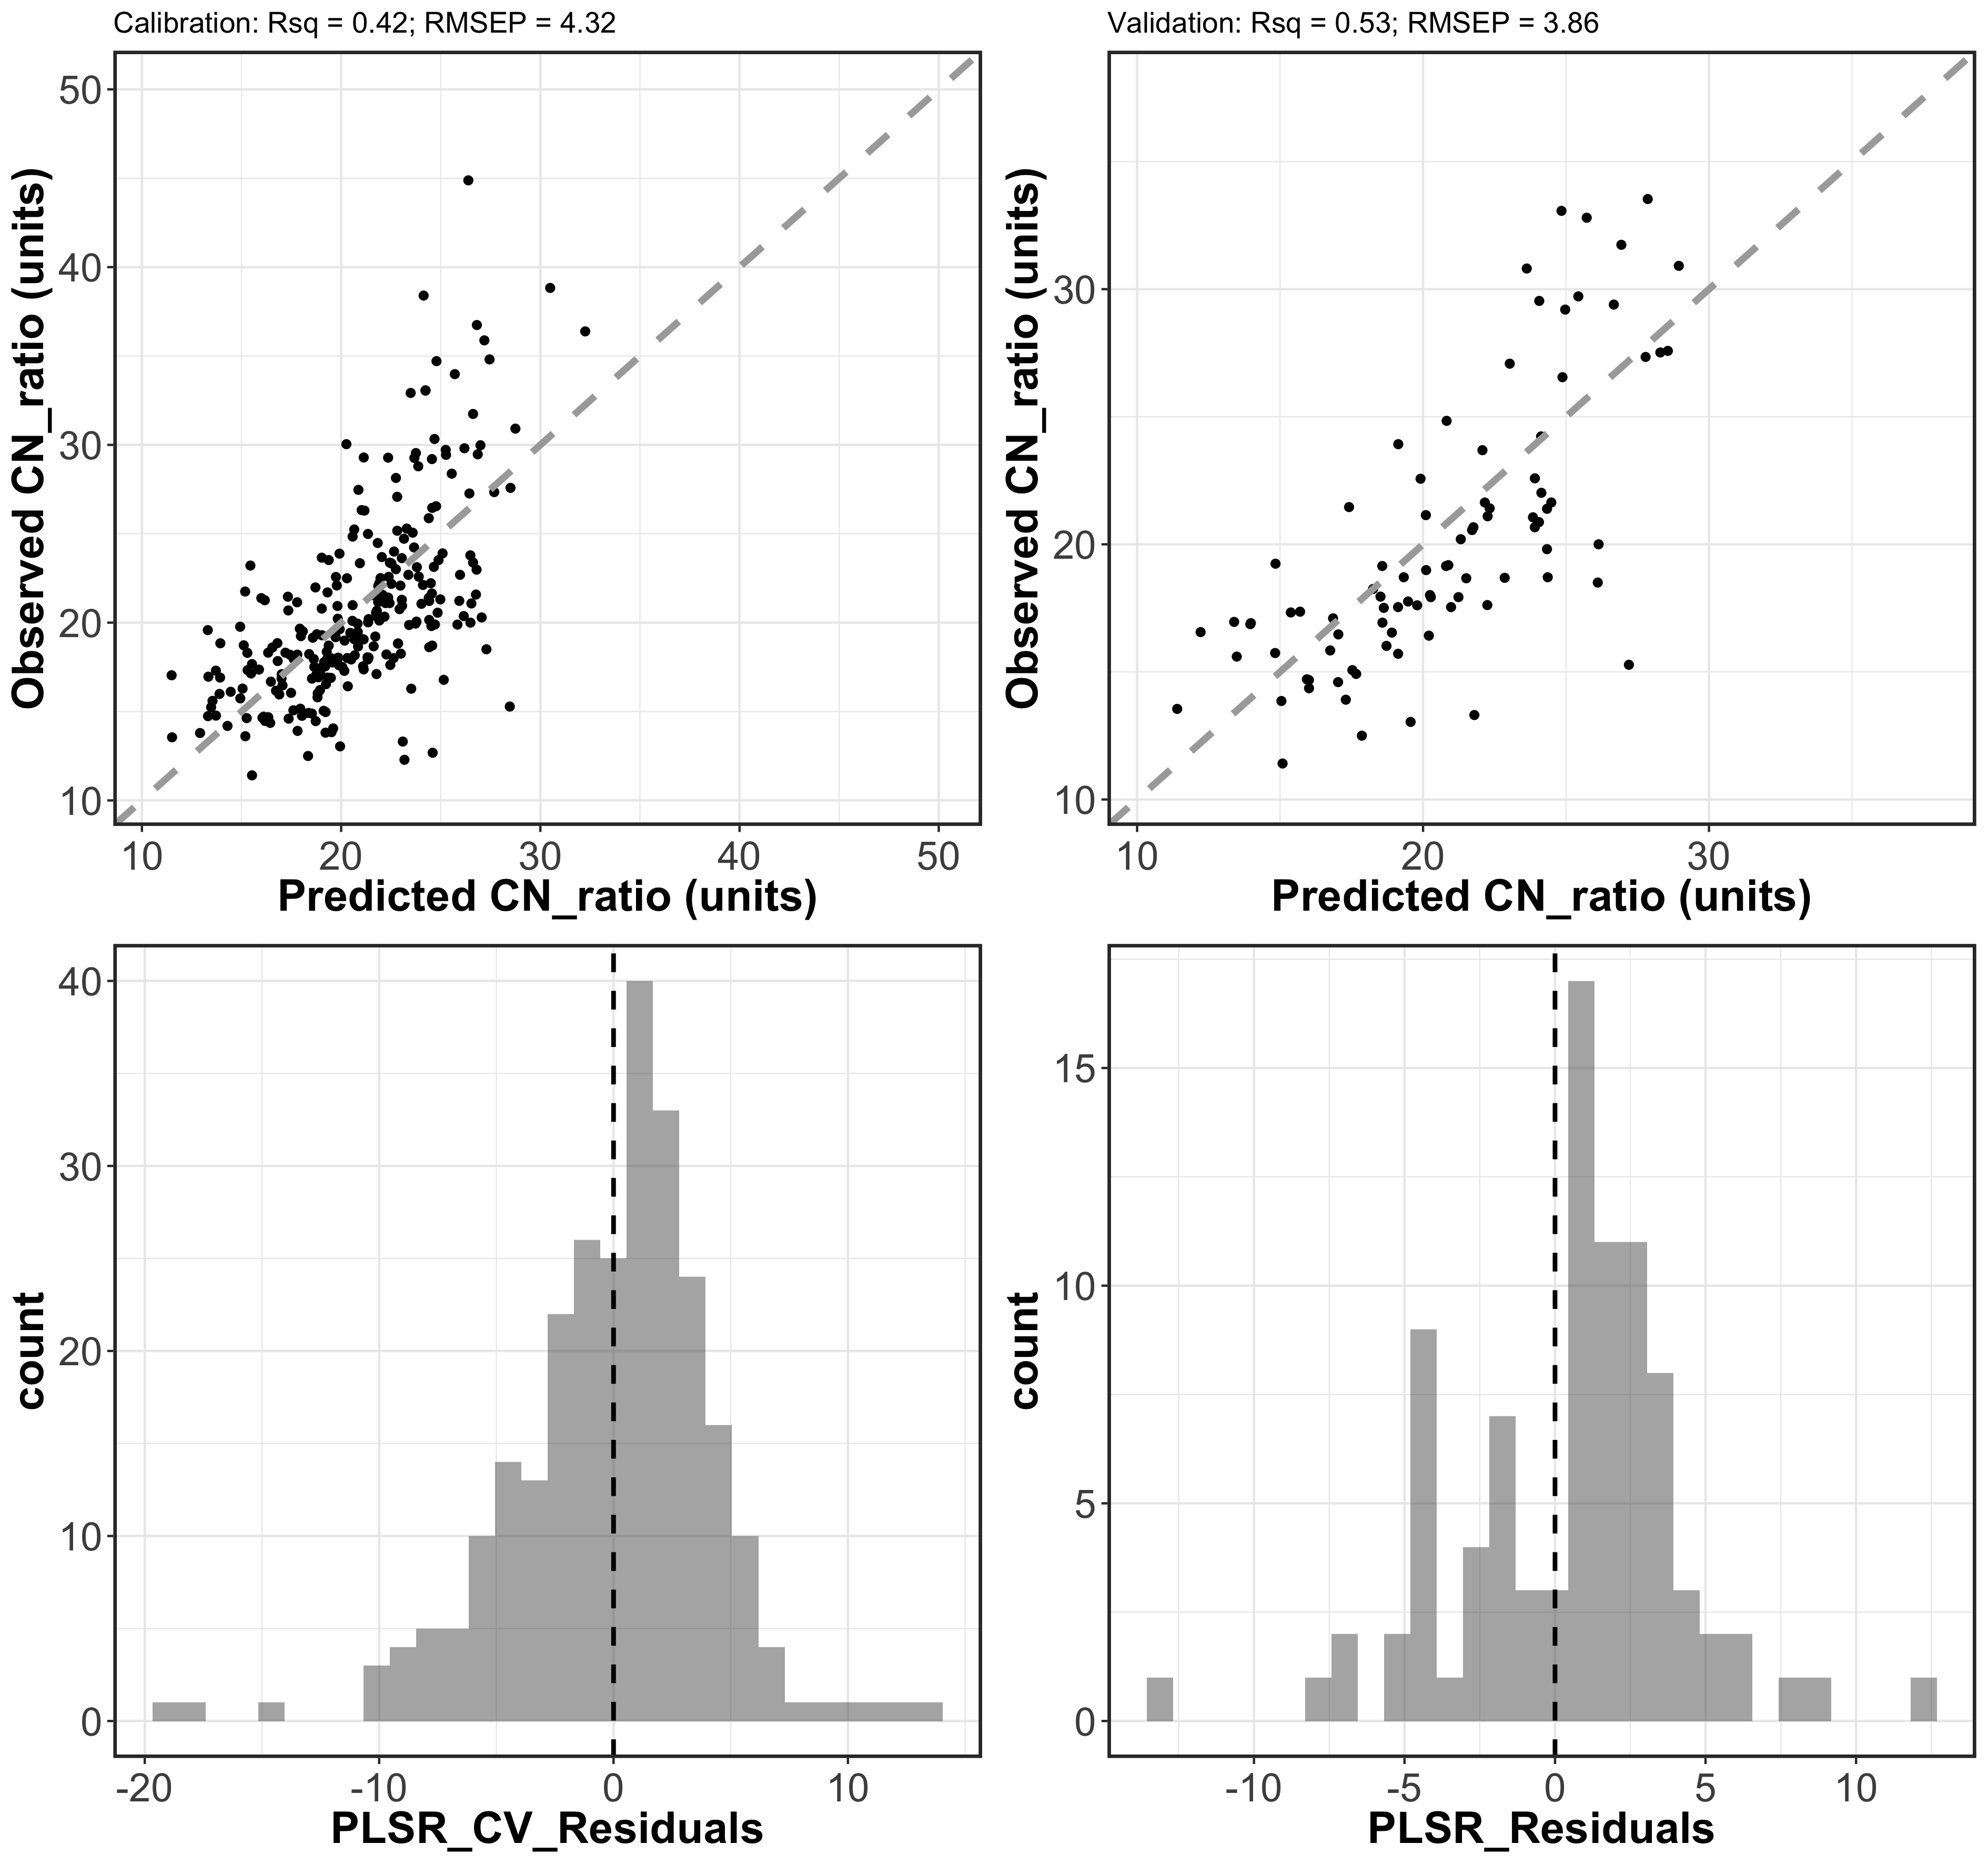 Calibration: Rsq = 0.42; RMSEP = 4.32
Observed CN_ratio (units)
50
40
30
20
10
10 20 30 40 50
Predicted CN_ratio (units)
Validation: Rsq = 0.53; RMSEP = 3.86
Observed CN_ratio (units)
30
20
10
10 20 30
Predicted CN_ratio (units)
count
40
30
20
10
0
-20 -10 0 10
PLSR_CV_Residuals
count
15
10
5
0
-10 -5 0 5 10
PLSR_Residuals